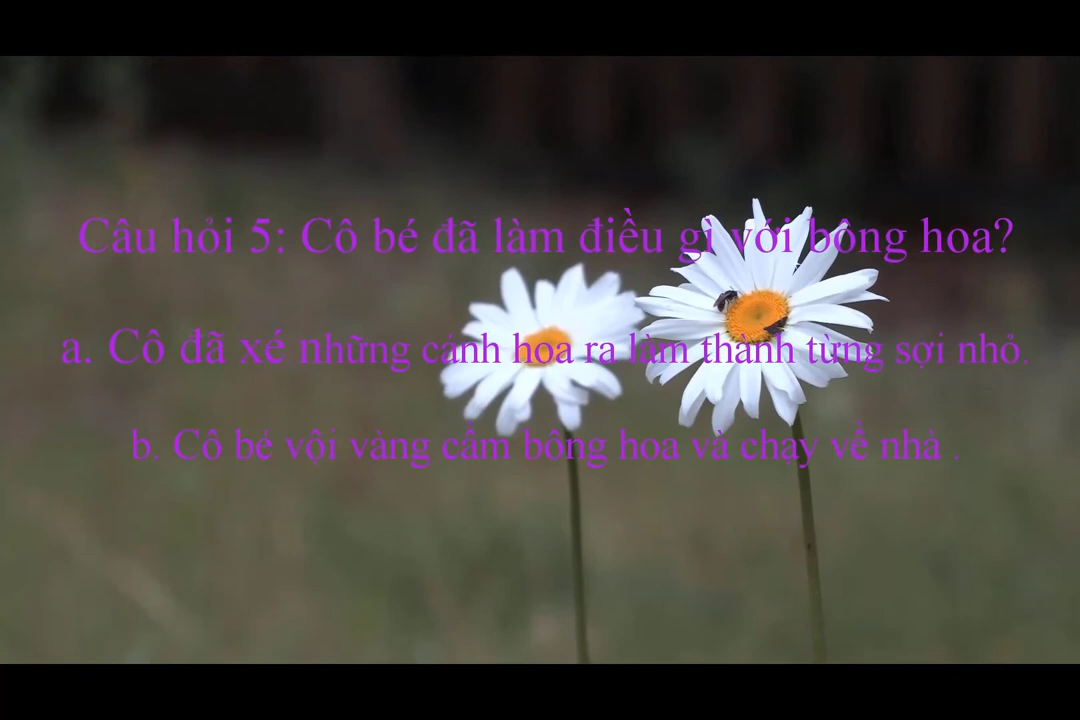 Câu hỏi 5: Cô bé đã làm điều gì với bông hoa?
a. Cô đã xé những cánh hoa ra làm thành từng sợi nhỏ.
b. Cô bé vội vàng cầm bông hoa và chạy về nhà .